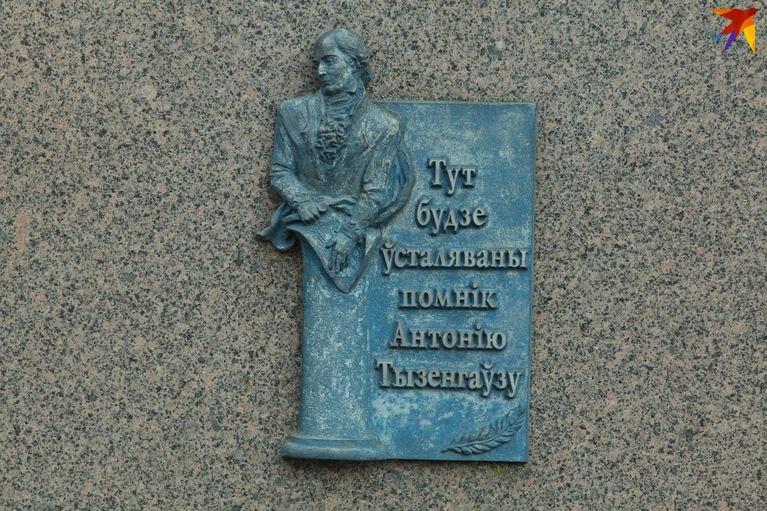 Тут
будзе
ўсталяваны
помнік
Антонію
Тызенгаўзу